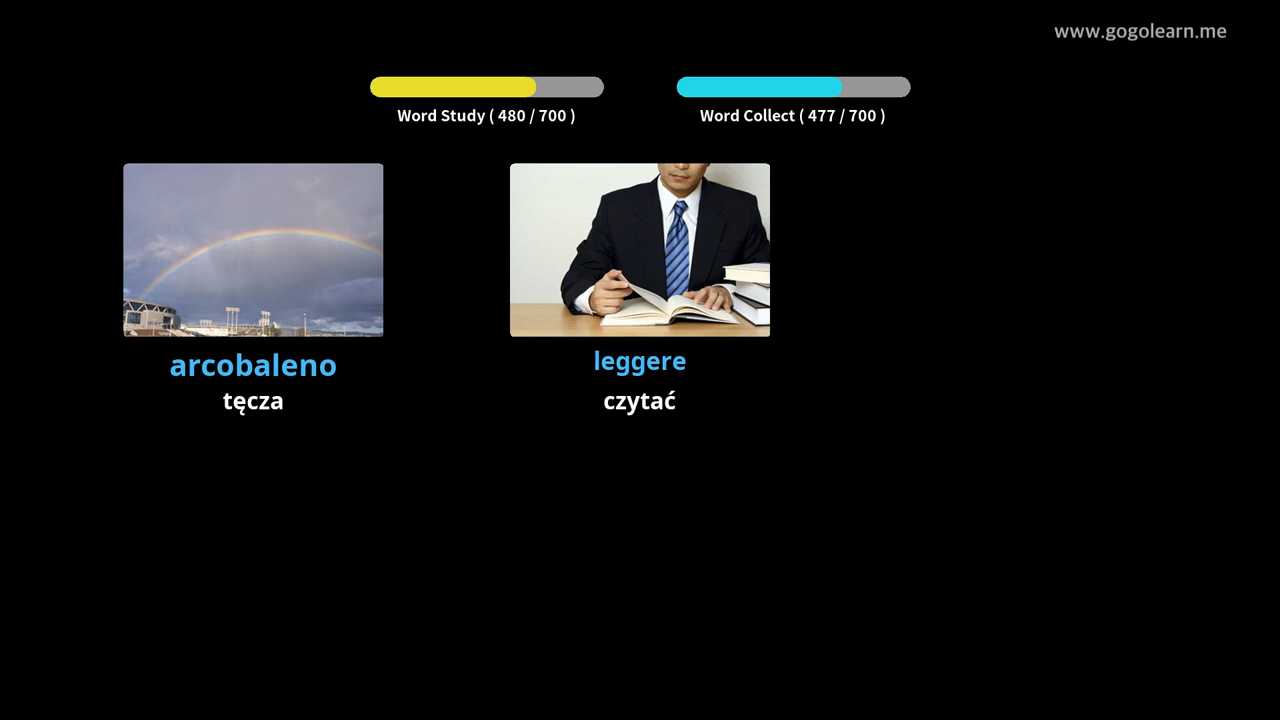 www.gogolearn.me
Word Study ( 480 / 700 )
Word Collect ( 477 / 700 )
arcobaleno
tęcza
leggere
czytać